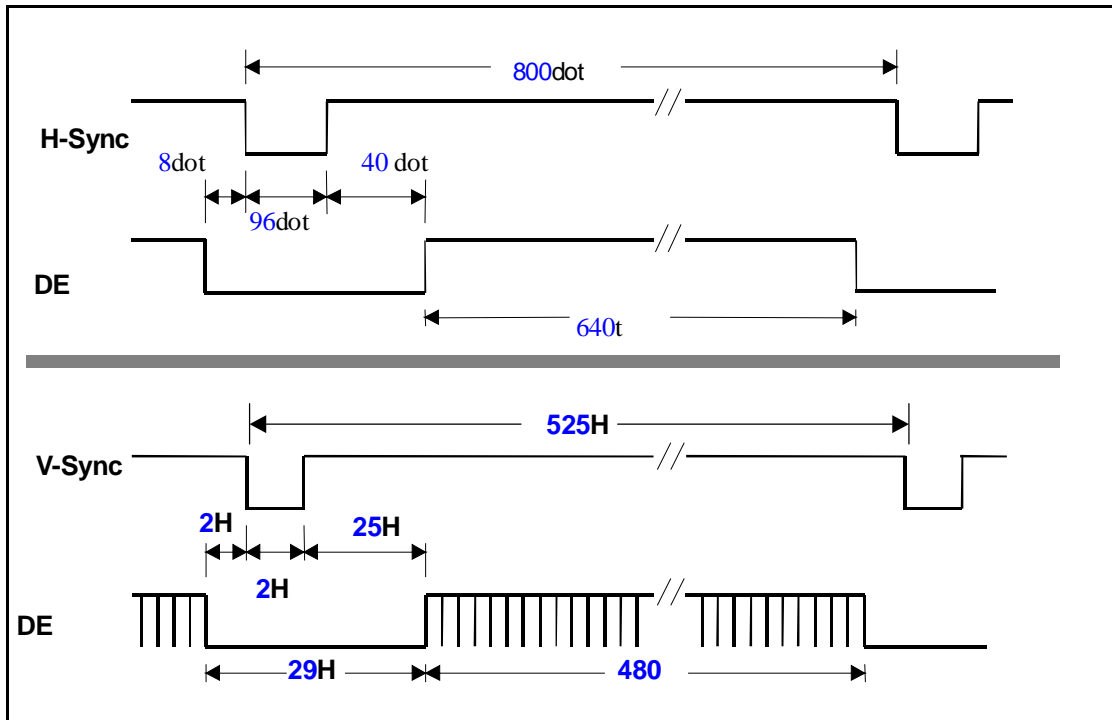 800dot
H-Sync
8dot
40 dot
96dot
DE
640t
525H
V-Sync
2H
25H
2H
DE
29H
480